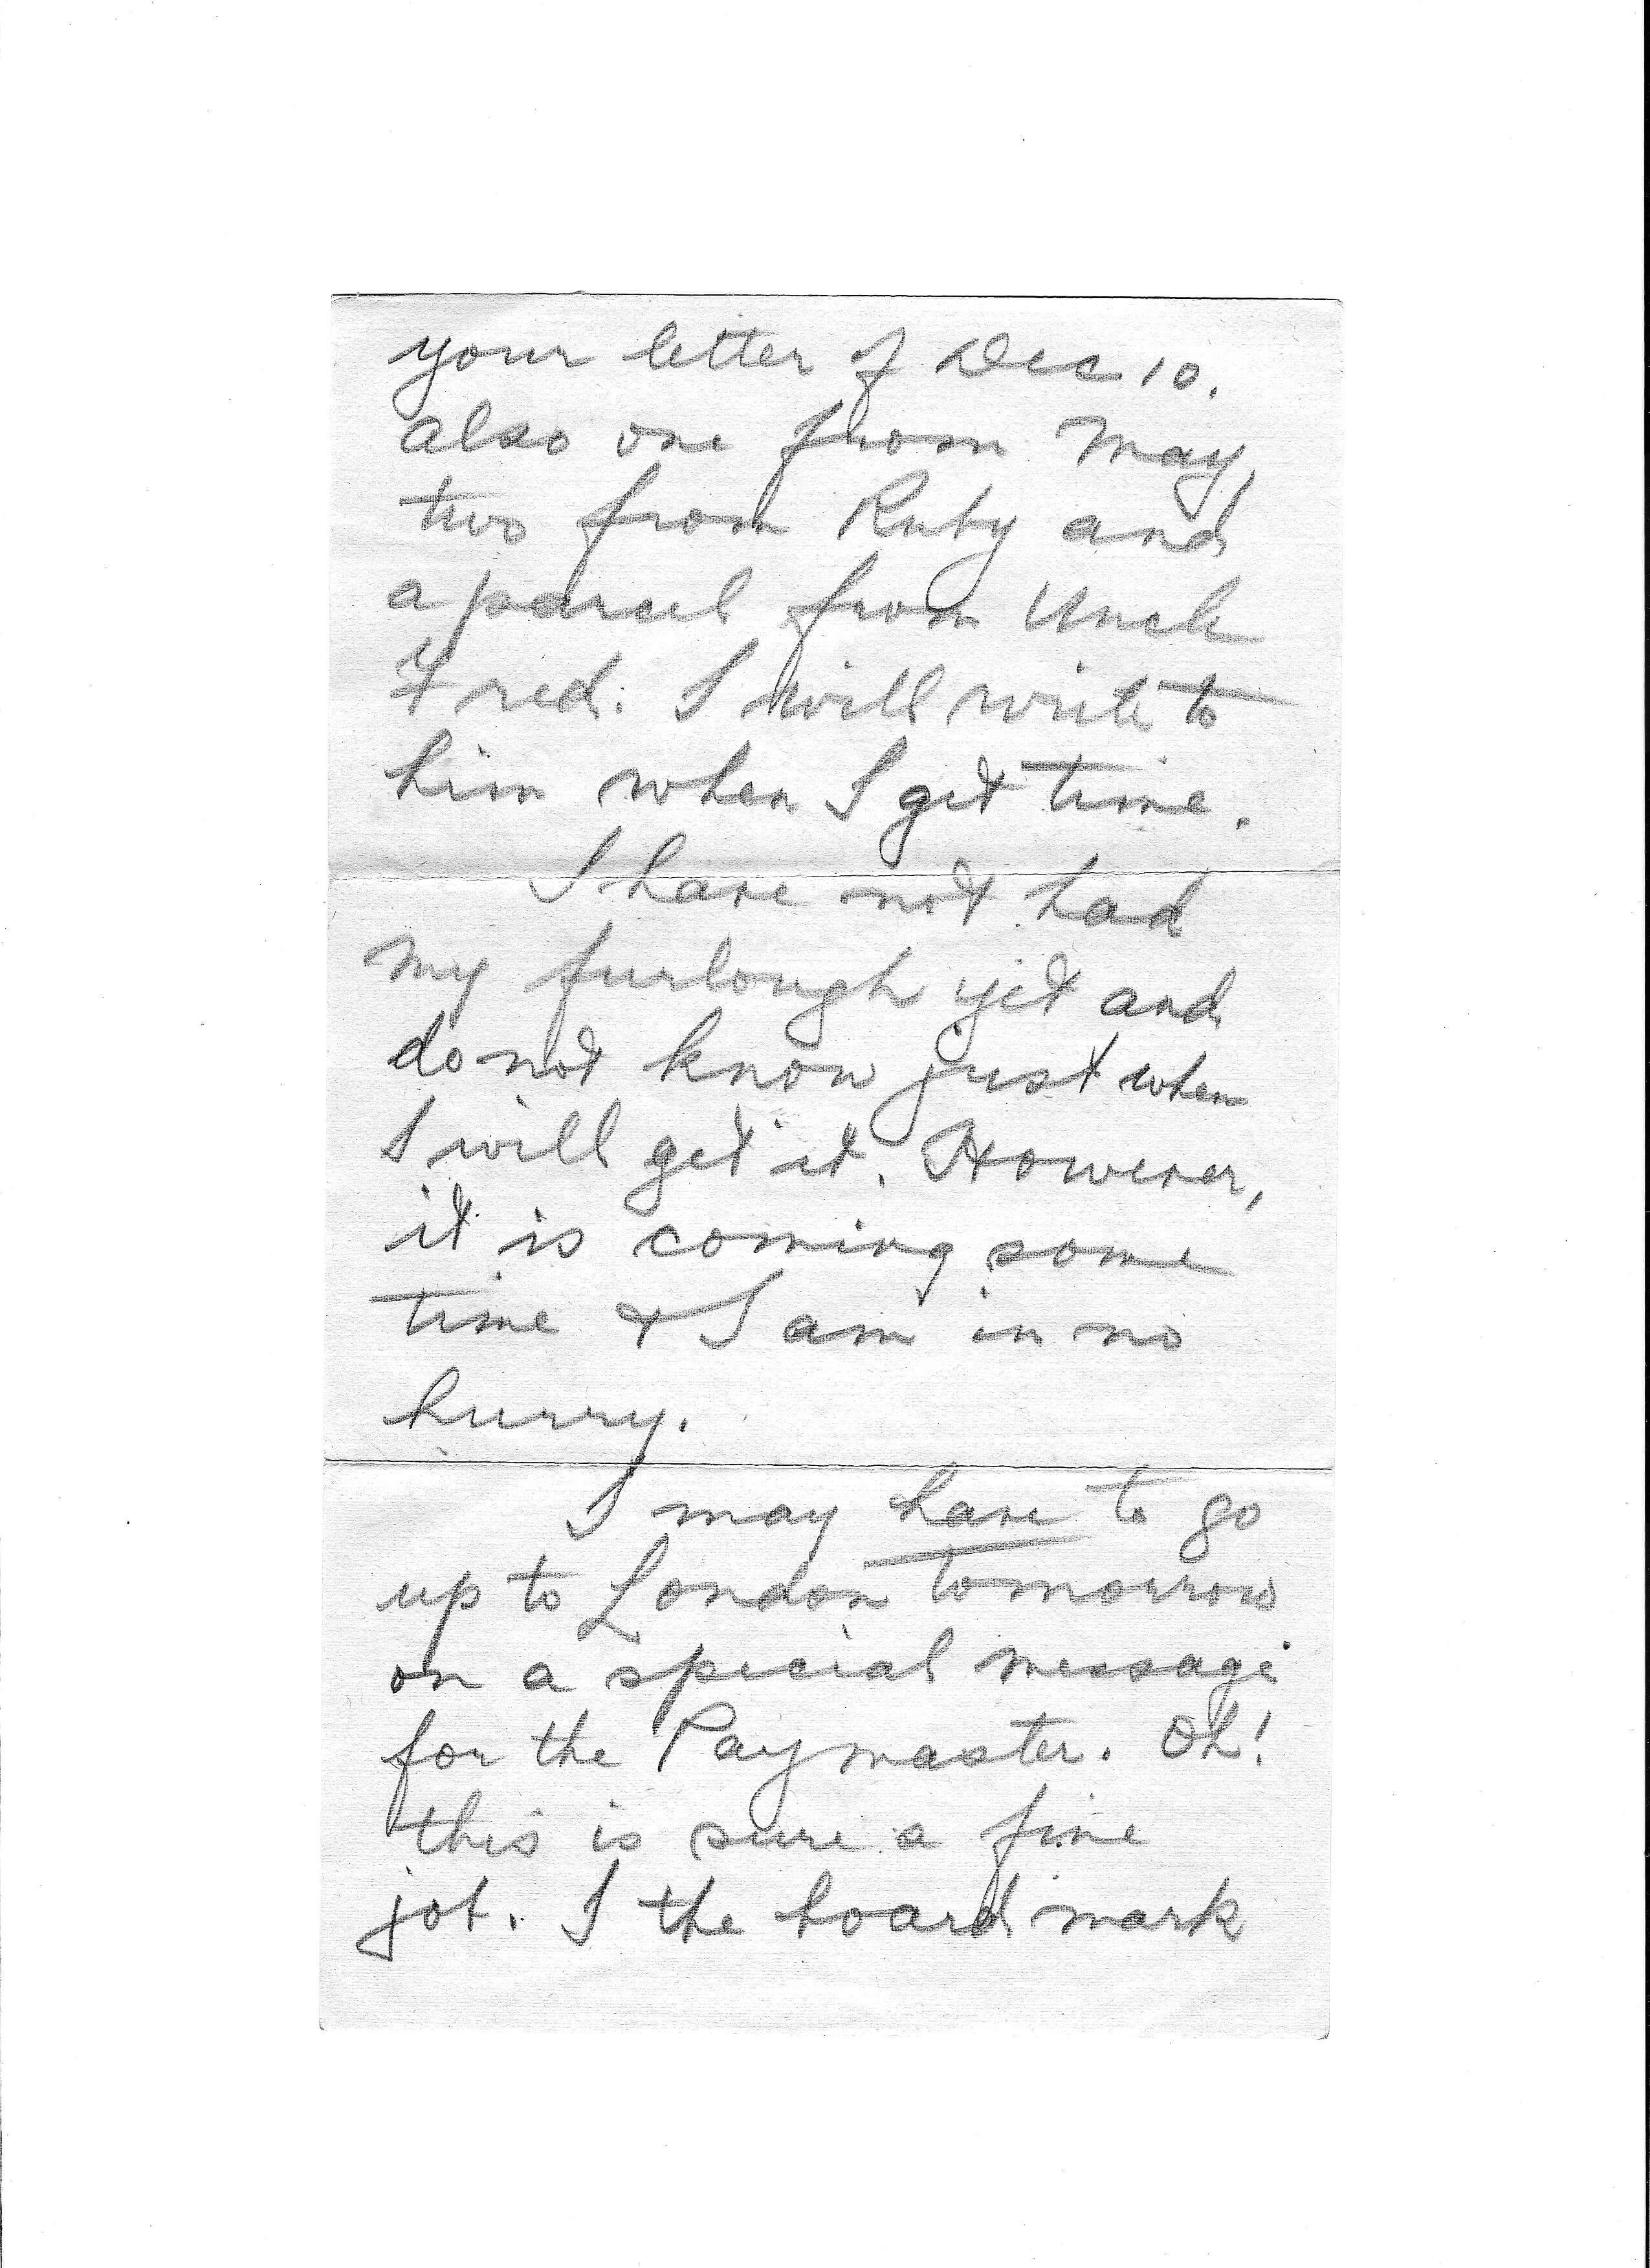 your letter of Dec 10.
also one from May,
two from Ruby and
a parcel from Uncle
Fred. I will write to
him when I get time.
I have not had
my furlough yet and
do not know just when
I will get it. However,
it is coming some
time & I am in no
hurry.
I may have to go
up to London tomorrow
on a special message
for the Paymaster. Oh!
this is sure a fine
job. I the board mark